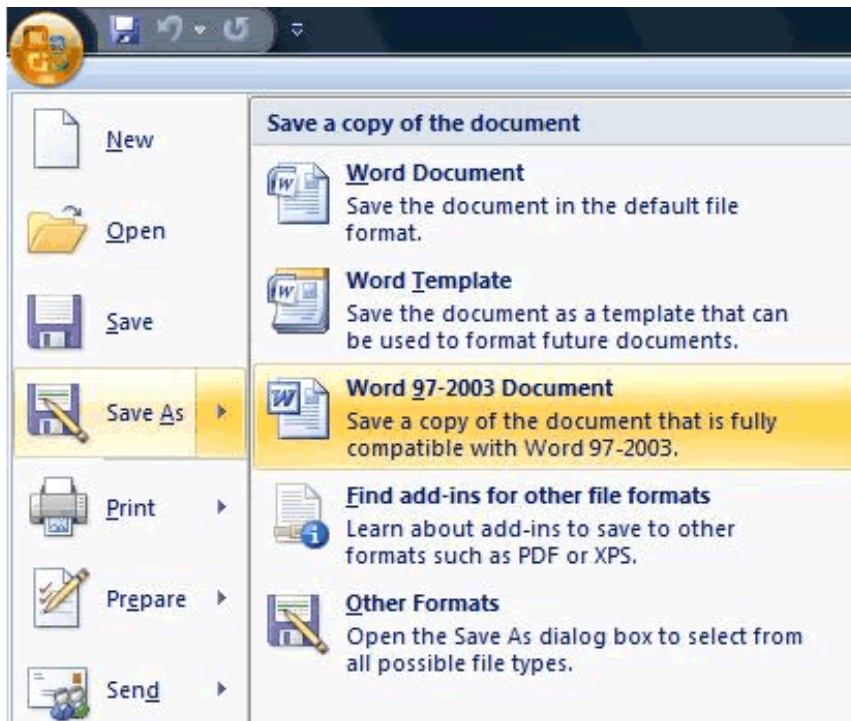 New
Open
Save
Save As
Print
Prepare
Send
Save a copy of the document
Word Document
Save the document in the default file
format.
Word Template
Save the document as a template that can
be used to format future documents.
Word 97-2003 Document
Save a copy of the document that is fully
compatible with Word 97-2003.
Find add-ins for other file formats
Learn about add-ins to save to other
formats such as PDF or XPS.
Other Formats
Open the Save As dialog box to select from
all possible file types.